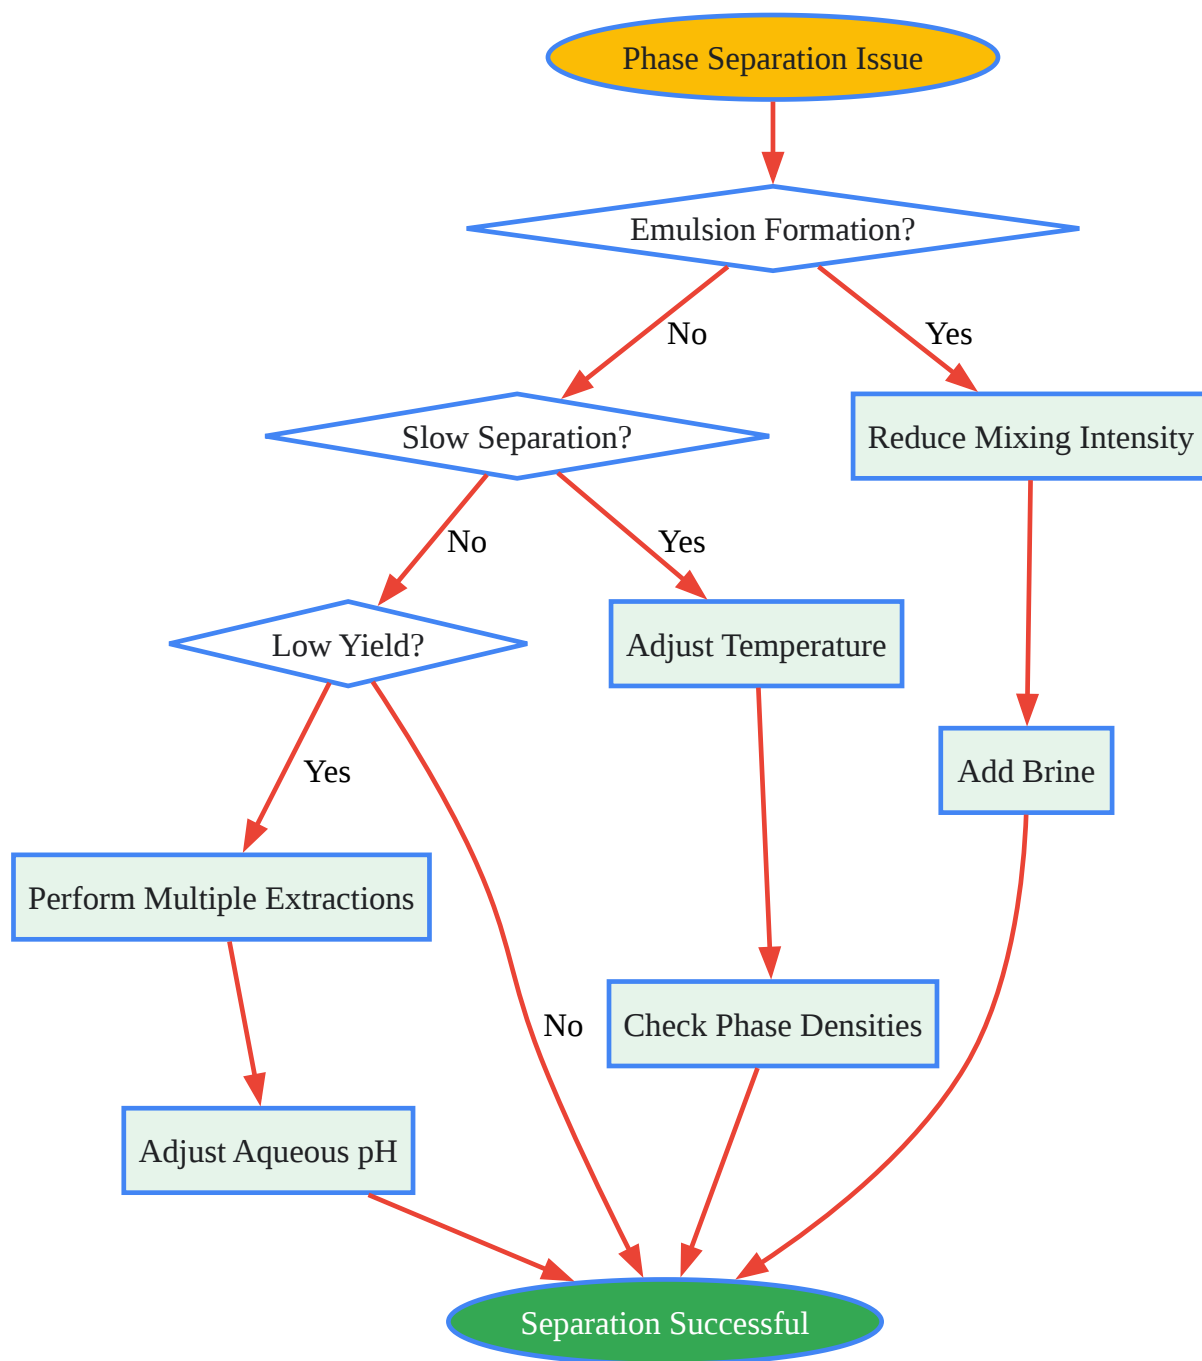 Phase Separation Issue
Emulsion Formation?
No
Yes
Slow Separation?
Reduce Mixing Intensity
No
Yes
Low Yield?
Adjust Temperature
Yes
Add Brine
Perform Multiple Extractions
No
Check Phase Densities
Adjust Aqueous pH
Separation Successful